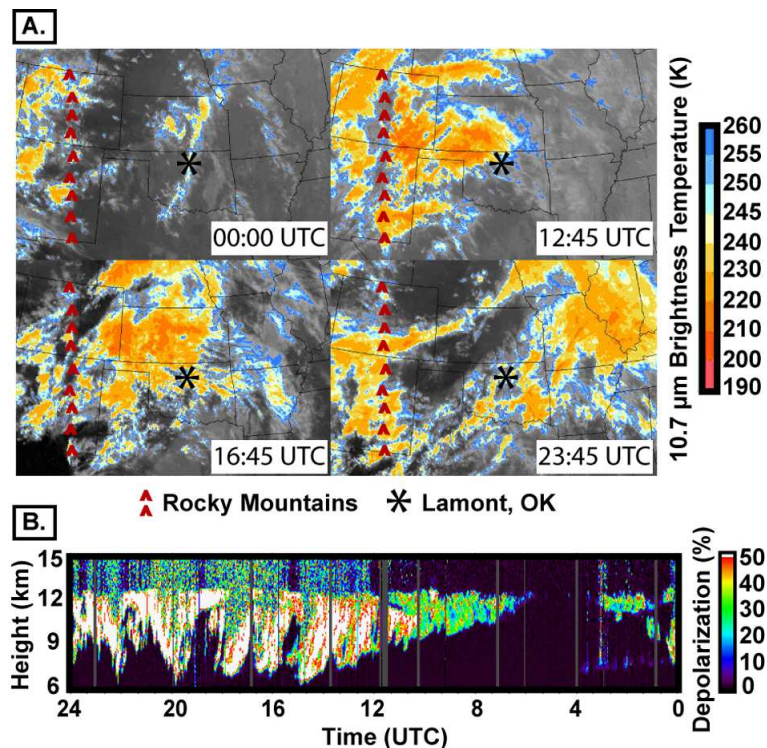 A.
00:00 UTC
12:45 UTC
16:45 UTC
23:45 UTC
10.7 µm Brightness Temperature (K)
260
250
245
240
230
220
210
200
190
^ ^ Rocky Mountains * Lamont, OK
B.
Height (km)
15
12
9
6
24 20 16 12 8 4 0
Time (UTC)
Depolarization (%)
50
40
30
20
10
0